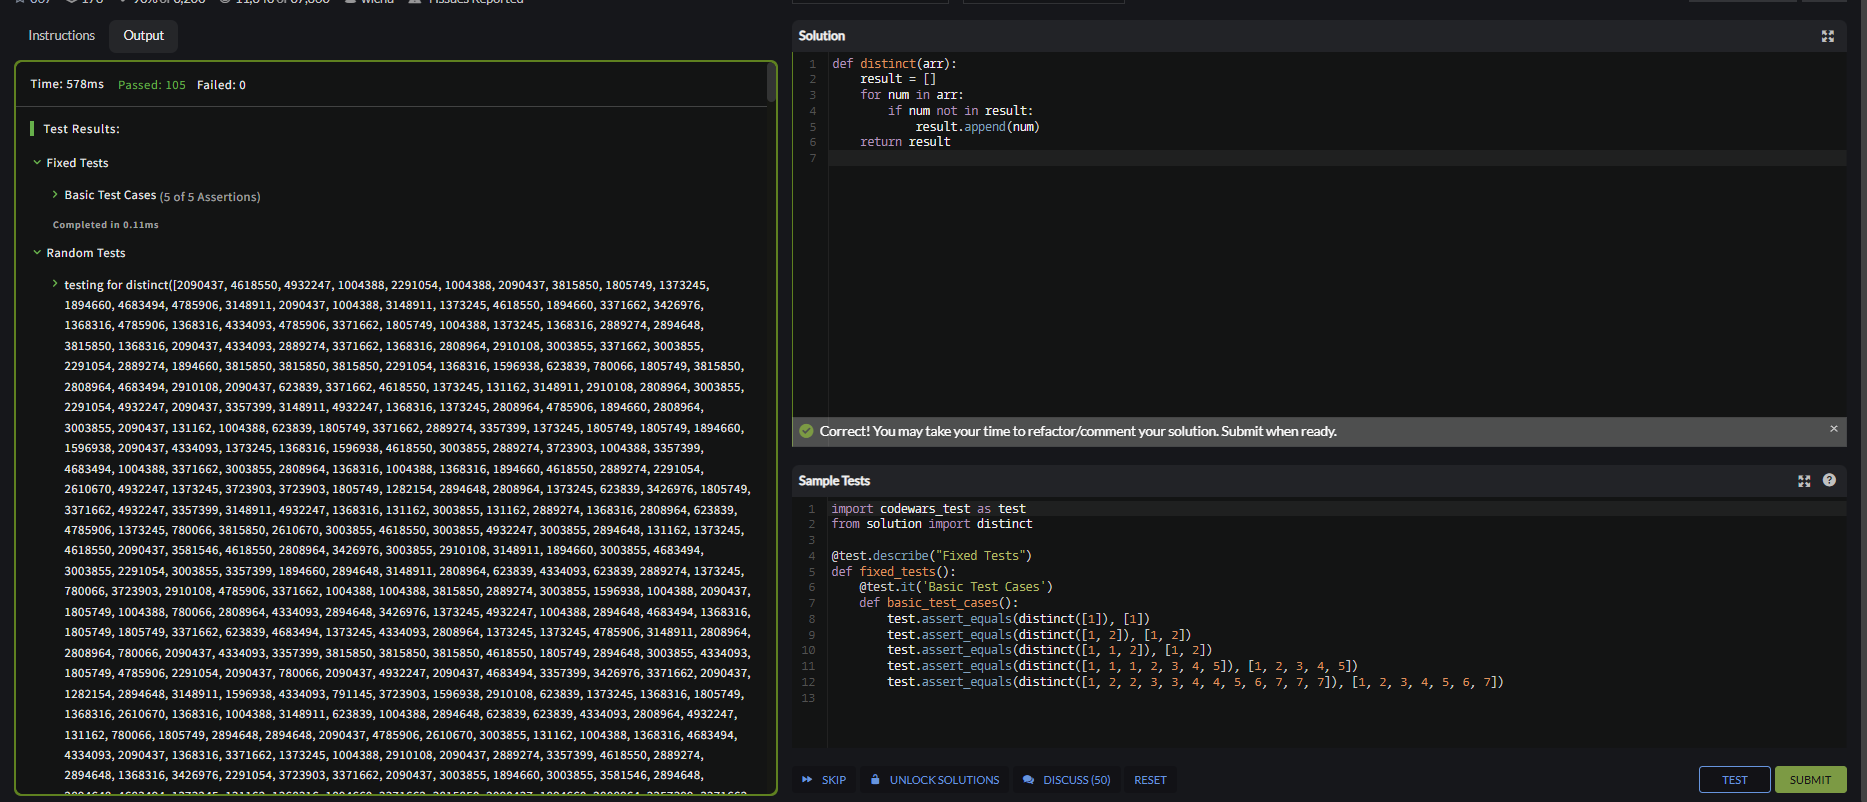 Instructions
Output
Time: 578ms Passed: 105 Failed: 0
Test Results:
Fixed Tests
Basic Test Cases (5 of 5 Assertions)
Completed in 0.11ms
Random Tests
testing for distinct([2090437, 4618550, 4932247, 1004388, 2291054, 1004388, 2090437, 3815850, 1805749, 1373245,
1894660, 4683494, 4785906, 3148911, 2090437, 1004388, 3148911, 1373245, 4618550, 1894660, 3371662, 3426976,
1368316, 4785906, 1368316, 4334093, 4785906, 3371662, 1805749, 1004388, 1373245, 1368316, 2889274, 2894648,
3815850, 1368316, 2090437, 4334093, 2889274, 3371662, 1368316, 2808964, 2910108, 3003855, 3371662, 3003855,
2291054, 2889274, 1894660, 3815850, 3815850, 3815850, 2291054, 1368316, 1596938, 623839, 780066, 1805749, 3815850,
2808964, 4683494, 2910108, 2090437, 623839, 3371662, 4618550, 1373245, 131162, 3148911, 2910108, 2808964, 3003855,
2291054, 4932247, 2090437, 3357399, 3148911, 4932247, 1368316, 1373245, 2808964, 4785906, 1894660, 2808964,
3003855, 2090437, 131162, 1004388, 623839, 1805749, 3371662, 2889274, 3357399, 1373245, 1805749, 1805749, 1894660,
1596938, 2090437, 4334093, 1373245, 1368316, 1596938, 4618550, 3003855, 2889274, 3723903, 1004388, 3357399,
4683494, 1004388, 3371662, 3003855, 2808964, 1368316, 1004388, 1368316, 1894660, 4618550, 2889274, 2291054,
2610670, 4932247, 1373245, 3723903, 3723903, 1805749, 1282154, 2894648, 2808964, 1373245, 623839, 3426976, 1805749,
3371662, 4932247, 3357399, 3148911, 4932247, 1368316, 131162, 3003855, 131162, 2889274, 1368316, 2808964, 623839,
4785906, 1373245, 780066, 3815850, 2610670, 3003855, 4618550, 3003855, 4932247, 3003855, 2894648, 131162, 1373245,
4618550, 2090437, 3581546, 4618550, 2808964, 3426976, 3003855, 2910108, 3148911, 1894660, 3003855, 4683494,
3003855, 2291054, 3003855, 3357399, 1894660, 2894648, 3148911, 2808964, 623839, 4334093, 623839, 2889274, 1373245,
780066, 3723903, 2910108, 4785906, 3371662, 1004388, 1004388, 3815850, 2889274, 3003855, 1596938, 1004388, 2090437,
1805749, 1004388, 780066, 2808964, 4334093, 2894648, 3426976, 1373245, 4932247, 1004388, 2894648, 4683494, 1368316,
1805749, 1805749, 3371662, 623839, 4683494, 1373245, 4334093, 2808964, 1373245, 1373245, 4785906, 3148911, 2808964,
2808964, 780066, 2090437, 4334093, 3357399, 3815850, 3815850, 3815850, 4618550, 1805749, 2894648, 3003855, 4334093,
1805749, 4785906, 2291054, 2090437, 780066, 2090437, 4932247, 2090437, 4683494, 3357399, 3426976, 3371662, 2090437,
1282154, 2894648, 3148911, 1596938, 4334093, 791145, 3723903, 1596938, 2910108, 623839, 1373245, 1368316, 1805749,
1368316, 2610670, 1368316, 1004388, 3148911, 623839, 1004388, 2894648, 623839, 623839, 4334093, 2808964, 4932247,
131162, 780066, 1805749, 2894648, 2894648, 2090437, 4785906, 2610670, 3003855, 131162, 1004388, 1368316, 4683494,
4334093, 2090437, 1368316, 3371662, 1373245, 1004388, 2910108, 2090437, 2889274, 3357399, 4618550, 2889274,
2894648, 1368316, 3426976, 2291054, 3723903, 3371662, 2090437, 3003855, 1894660, 3003855, 3581546, 2894648,
Solution
1 def distinct(arr):
2 result = []
3 for num in arr:
4 if num not in result:
5 result.append(num)
6 return result
7
Correct! You may take your time to refactor/comment your solution. Submit when ready.
Sample Tests
1 import codewars_test as test
2 from solution import distinct
3
4 @test.describe("Fixed Tests")
5 def fixed_tests():
6 @test.it('Basic Test Cases')
7 def basic_test_cases():
8 test.assert_equals(distinct([1]), [1])
9 test.assert_equals(distinct([1, 2]), [1, 2])
10 test.assert_equals(distinct([1, 1, 2]), [1, 2])
11 test.assert_equals(distinct([1, 1, 1, 2, 3, 4, 5]), [1, 2, 3, 4, 5])
12 test.assert_equals(distinct([1, 2, 2, 3, 3, 4, 4, 5, 6, 7, 7, 7]), [1, 2, 3, 4, 5, 6, 7])
13
SKIP
UNLOCK SOLUTIONS
DISCUSS (50)
RESET
TEST
SUBMIT